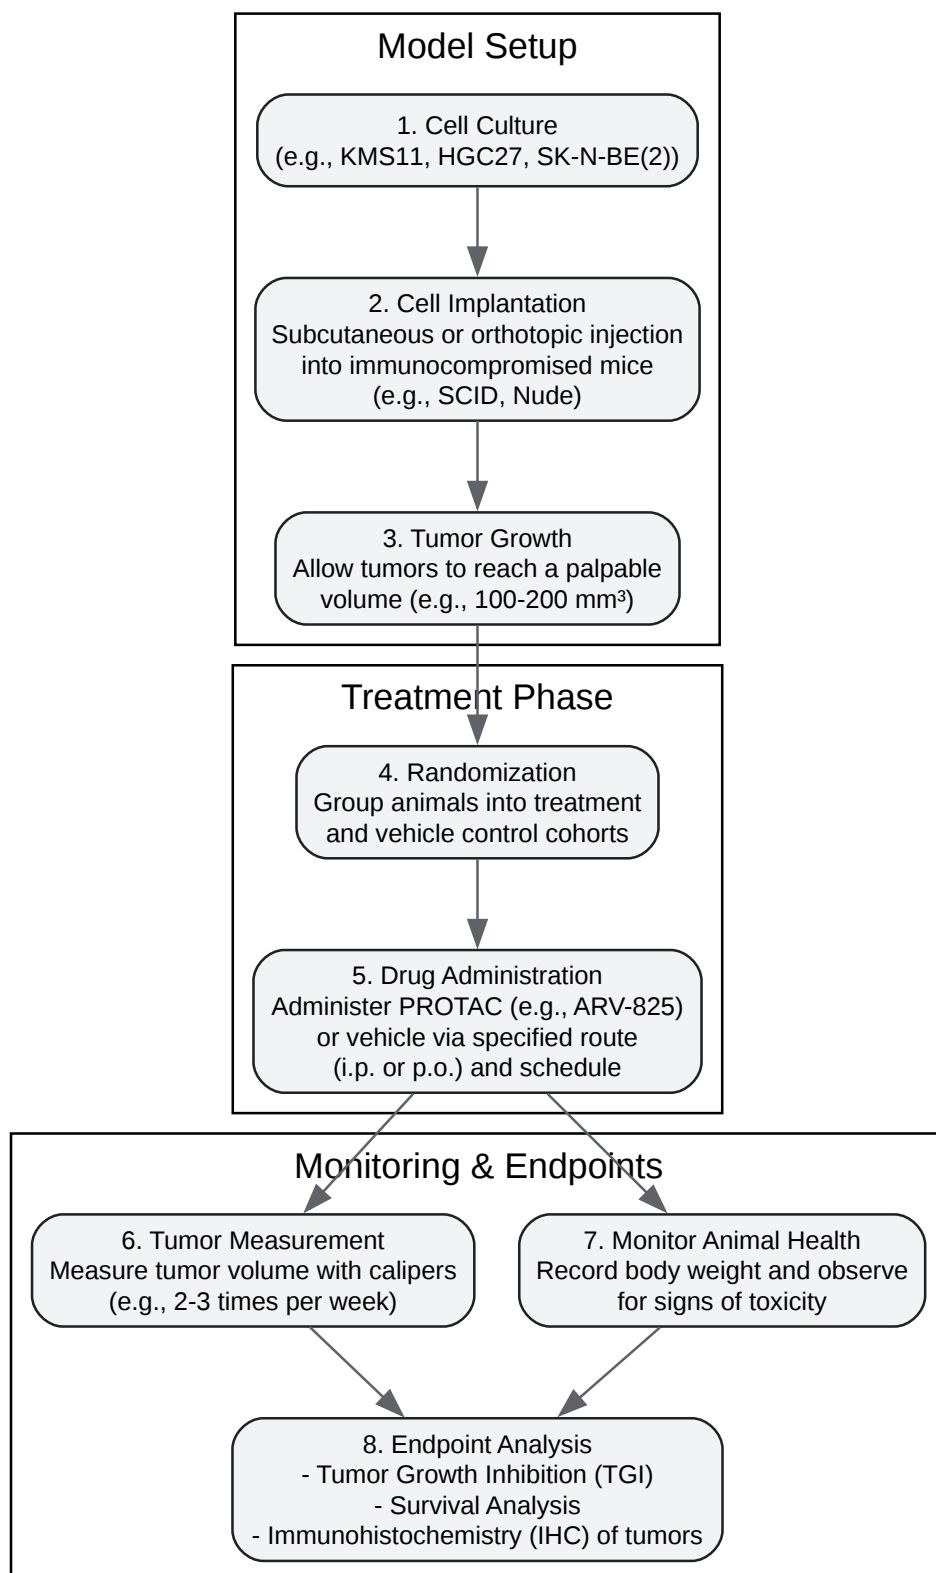 Model Setup
1. Cell Culture
(e.g., KMS11, HGC27, SK-N-BE(2))
2. Cell Implantation
Subcutaneous or orthotopic injection
into immunocompromised mice
(e.g., SCID, Nude)
3. Tumor Growth
Allow tumors to reach a palpable
volume (e.g., 100-200 mm³)
Treatment Phase
4. Randomization
Group animals into treatment
and vehicle control cohorts
5. Drug Administration
Administer PROTAC (e.g., ARV-825)
or vehicle via specified route
(i.p. or p.o.) and schedule
Monitoring & Endpoints
6. Tumor Measurement
Measure tumor volume with calipers
(e.g., 2-3 times per week)
7. Monitor Animal Health
Record body weight and observe
for signs of toxicity
8. Endpoint Analysis
- Tumor Growth Inhibition (TGI)
- Survival Analysis
- Immunohistochemistry (IHC) of tumors